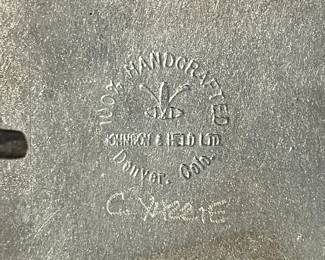 100% HANDCRAFTED
JOHNSON & HELD LTD.
Denver, Colo.
C.